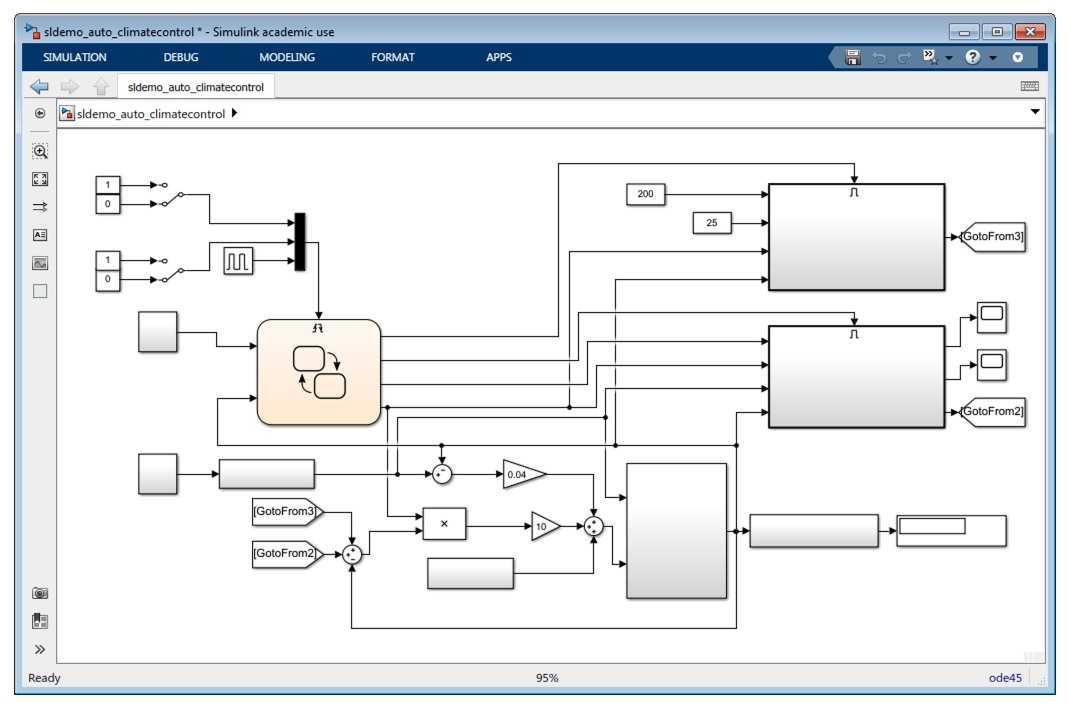 sldemo_auto_climatecontrol * - Simulink academic use
SIMULATION DEBUG MODELING FORMAT APPS
sldemo_auto_climatecontrol
sldemo_auto_climatecontrol
1
0
200
25
[GotoFrom3]
1
0
[GotoFrom2]
0.04
[GotoFrom3]
[GotoFrom2]
×
10
Ready 95% ode45